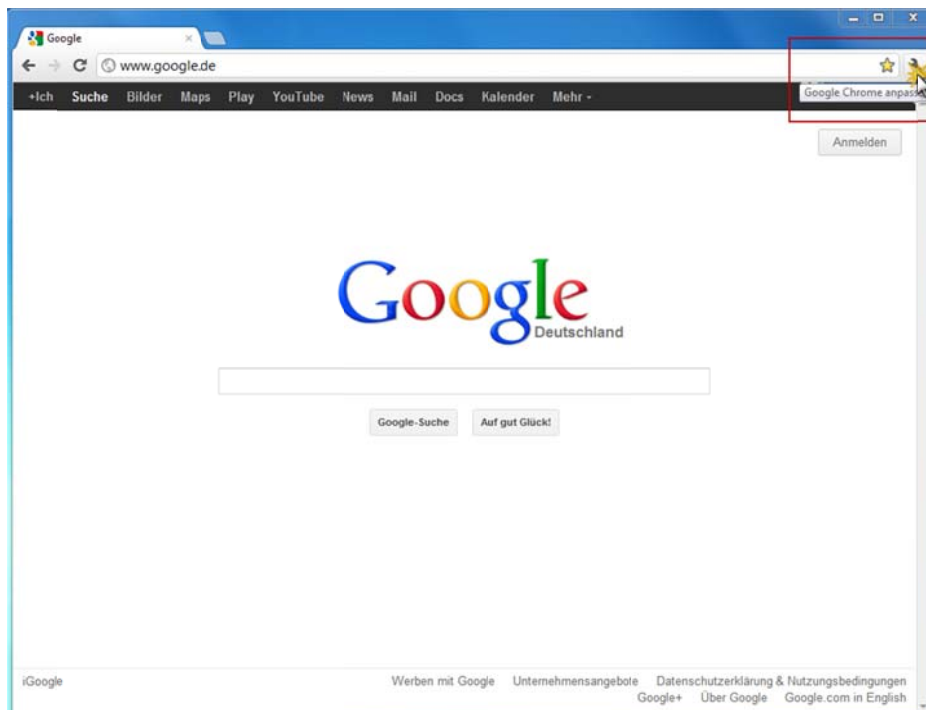 Google
www.google.de
+Ich Suche Bilder Maps Play YouTube News Mail Docs Kalender Mehr
Google Chrome anpass
Anmelden
Google
Deutschland
Google-Suche Auf gut Glück!
iGoogle Werben mit Google Unternehmensangebote Datenschutzerklärung & Nutzungsbedingungen
Google+ Über Google Google.com in English